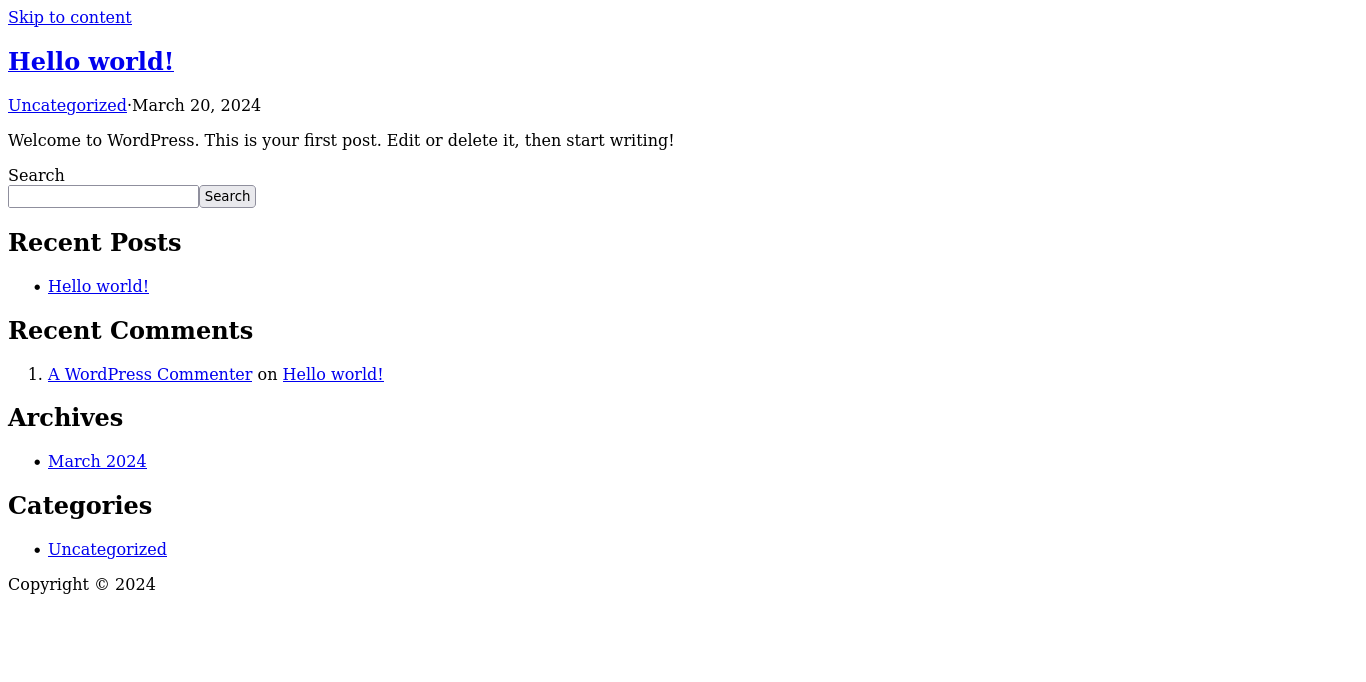 Skip to content
Hello world!
Uncategorized·March 20, 2024
Welcome to WordPress. This is your first post. Edit or delete it, then start writing!
Search
Search
Recent Posts
• Hello world!
Recent Comments
1. A WordPress Commenter on Hello world!
Archives
• March 2024
Categories
• Uncategorized
Copyright © 2024